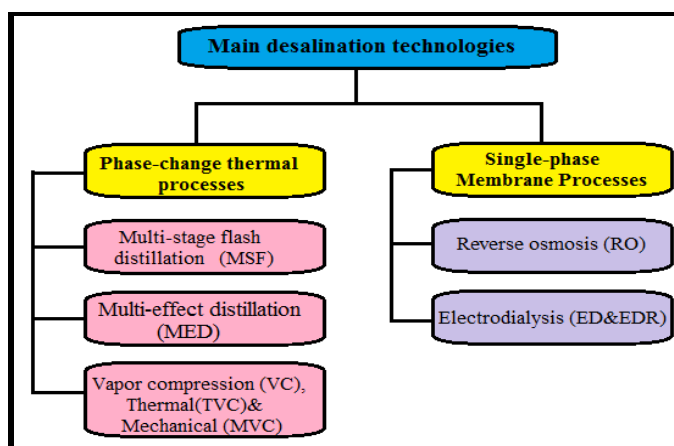 Main desalination technologies
Phase-change thermal
processes
Multi-stage flash
distillation (MSF)
Multi-effect distillation
(MED)
Vapor compression (VC),
Thermal(TVC)&
Mechanical (MVC)
Single-phase
Membrane Processes
Reverse osmosis (RO)
Electrodialysis (ED&EDR)